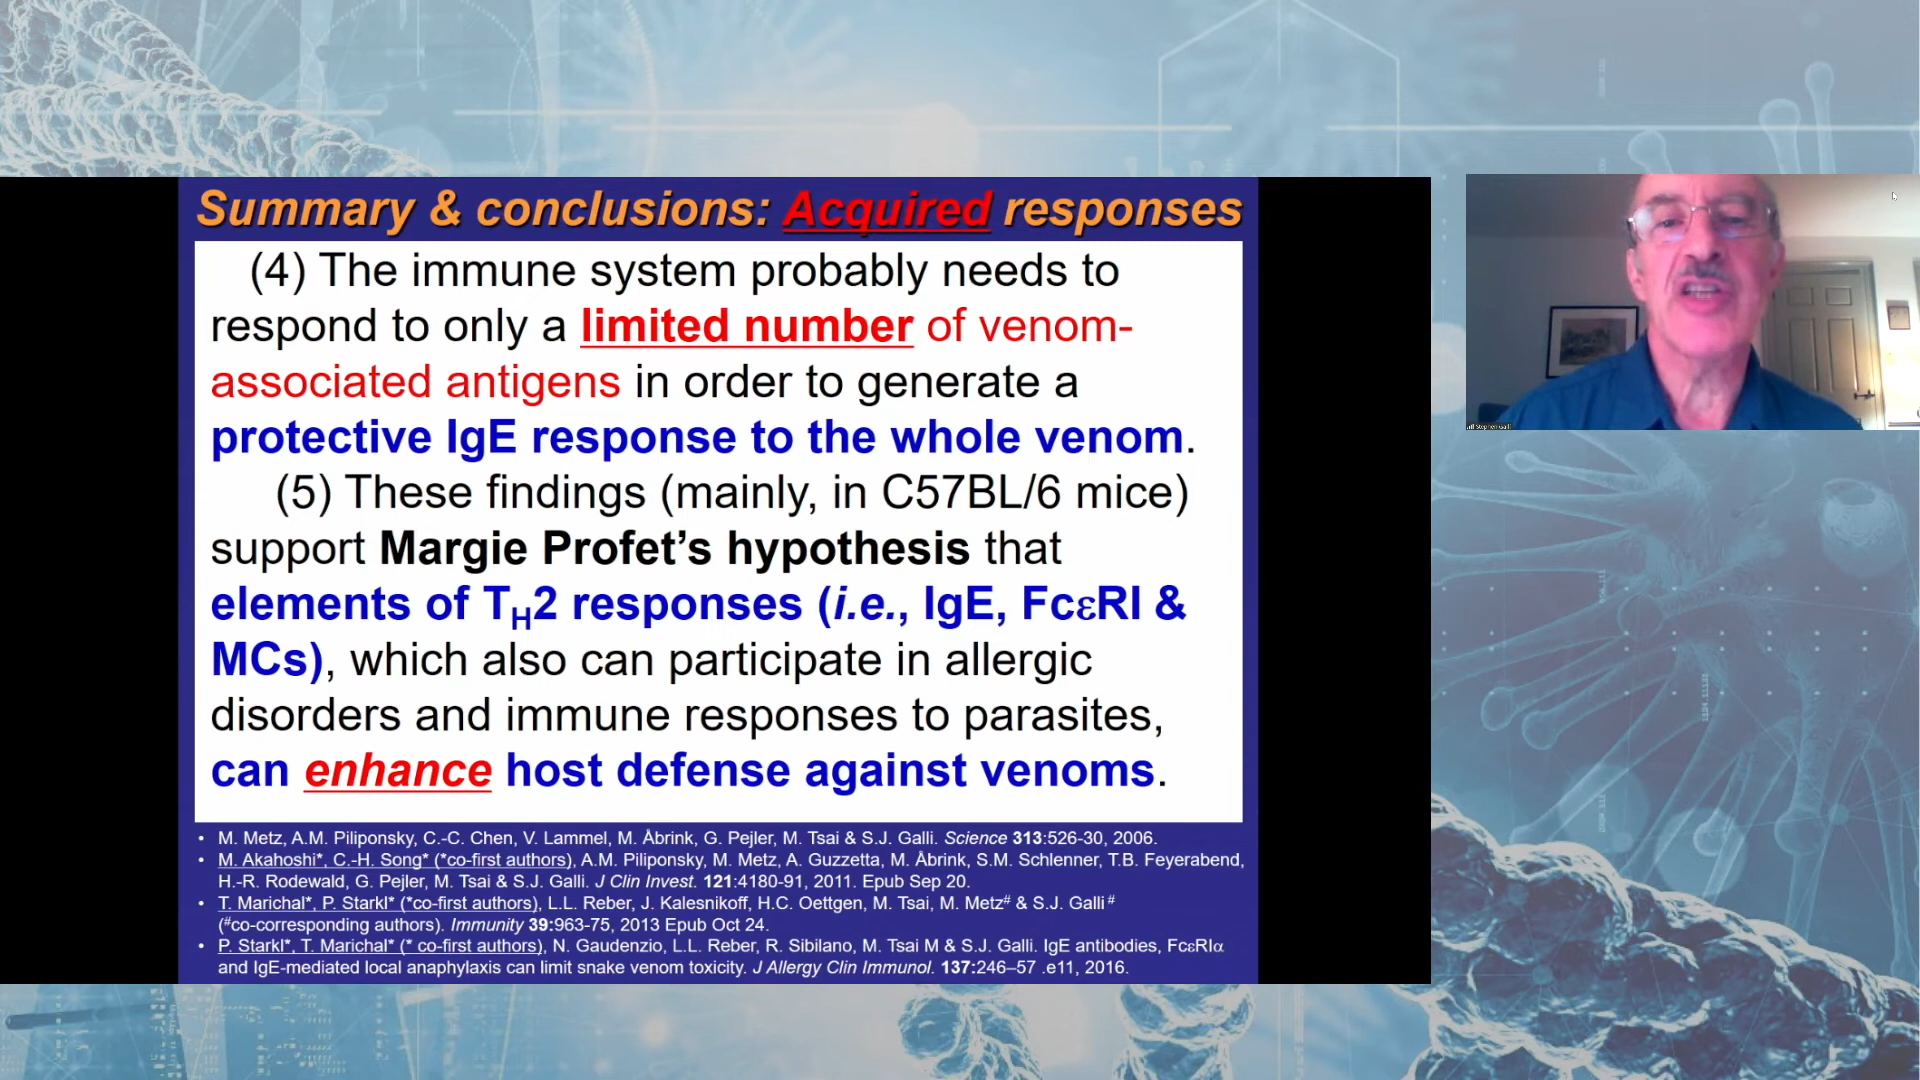 Summary & conclusions: Acquired responses
(4) The immune system probably needs to
respond to only a limited number of venom-
associated antigens in order to generate a
protective IgE response to the whole venom.
(5) These findings (mainly, in C57BL/6 mice)
support Margie Profet’s hypothesis that
elements of TH2 responses (i.e., IgE, FcεRI &
MCs), which also can participate in allergic
disorders and immune responses to parasites,
can enhance host defense against venoms.
• M. Metz, A.M. Piliponsky, C.-C. Chen, V. Lammel, M. Åbrink, G. Pejler, M. Tsai & S.J. Galli. Science 313:526-30, 2006.
• M. Akahoshi*, C.-H. Song* (*co-first authors), A.M. Piliponsky, M. Metz, A. Guzzetta, M. Åbrink, S.M. Schlenner, T.B. Feyerabend,
H.-R. Rodewald, G. Pejler, M. Tsai & S.J. Galli. J Clin Invest. 121:4180-91, 2011. Epub Sep 20.
• T. Marichal*, P. Starkl* (*co-first authors), L.L. Reber, J. Kalesnikoff, H.C. Oettgen, M. Tsai, M. Metz# & S.J. Galli #
(#co-corresponding authors). Immunity 39:963-75, 2013 Epub Oct 24.
• P. Starkl*, T. Marichal* (* co-first authors), N. Gaudenzio, L.L. Reber, R. Sibilano, M. Tsai M & S.J. Galli. IgE antibodies, FcεRIα
and IgE-mediated local anaphylaxis can limit snake venom toxicity. J Allergy Clin Immunol. 137:246–57 .e11, 2016.
Stephen Galli